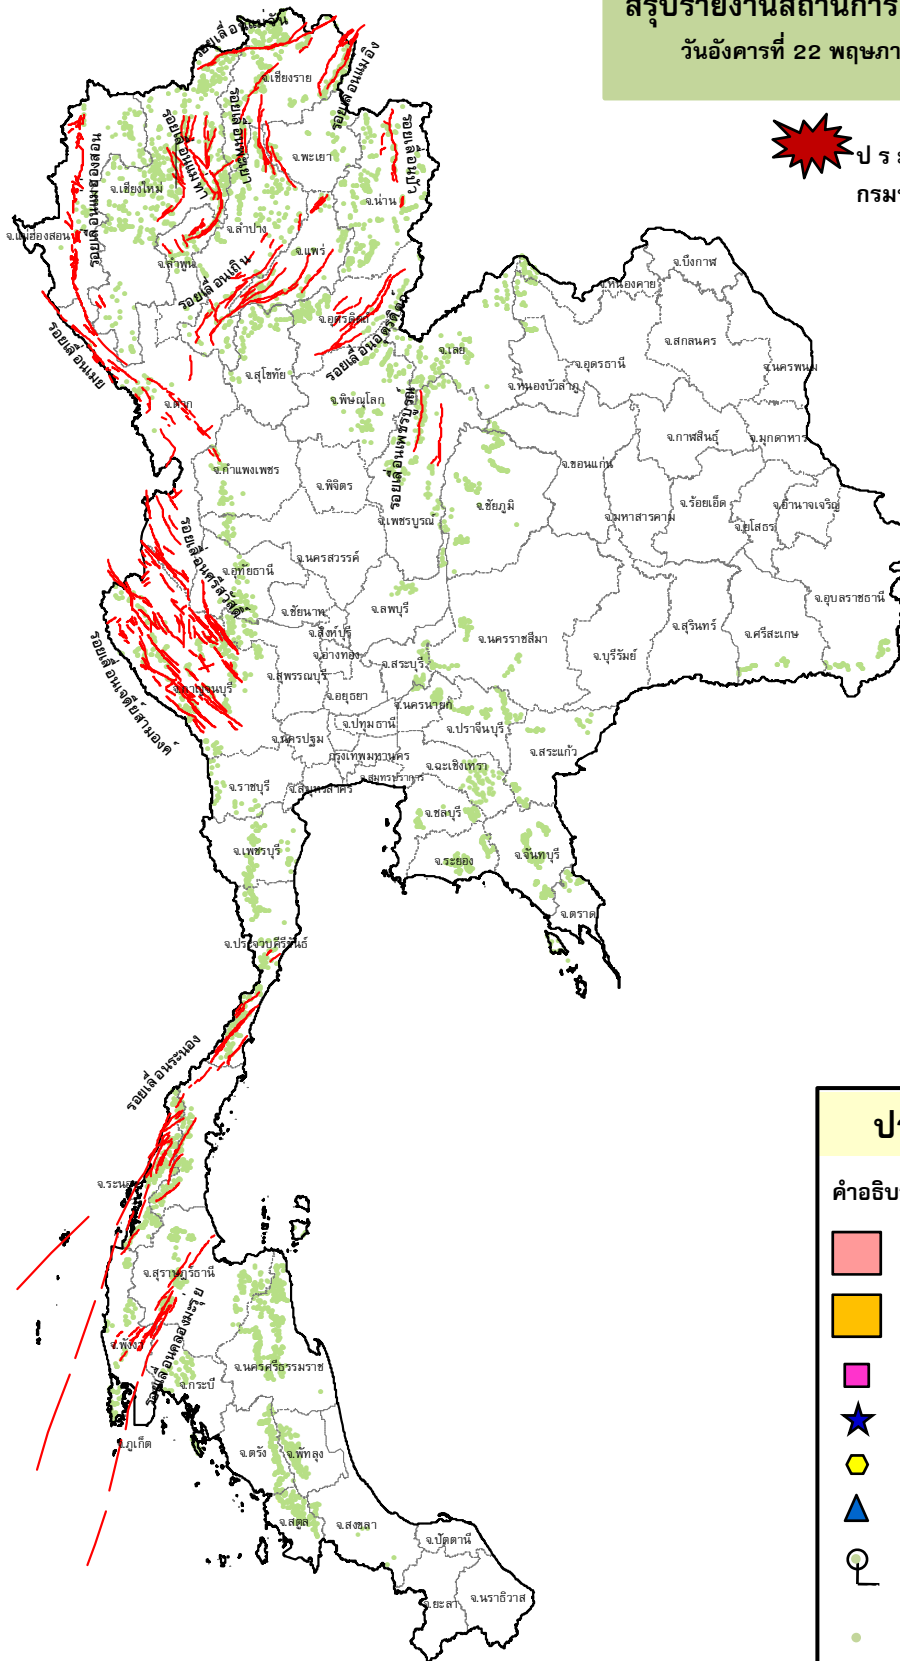 สรุปรายงานสถานการ
วันอังคารที่ 22 พฤษภา
ป ร
กรม
รอยเลื่อนแม่จัน
จ.เชียงราย
รอยเลื่อนแม่อิง
รอยเลื่อนแม่ฮ่องสอน
รอยเลื่อนแม่ทา
รอยเลื่อนพะเยา
รอยเลื่อนปัว
จ.พะเยา
จ.เชียงใหม่
จ.น่าน
จ.แม่ฮ่องสอน
จ.ลำปาง
จ.แพร่
จ.ลำพูน
รอยเลื่อนเถิน
จ.บึงกาฬ
จ.หนองคาย
รอยเลื่อนเมย
จ.อุตรดิตถ์
รอยเลื่อนอุตรดิตถ์
จ.เลย
จ.สกลนคร
จ.นครพนม
จ.อุดรธานี
จ.สุโขทัย
จ.หนองบัวลำภู
จ.ตาก
จ.พิษณุโลก
รอยเลื่อนเพชรบูรณ์
จ.กาฬสินธุ์
จ.มุกดาหาร
จ.กำแพงเพชร
จ.ขอนแก่น
จ.พิจิตร
จ.ชัยภูมิ
จ.ร้อยเอ็ด
จ.อำนาจเจริญ
จ.เพชรบูรณ์
จ.มหาสารคาม
จ.ยโสธร
รอยเลื่อนศรีสวัสดิ์
จ.นครสวรรค์
จ.อุทัยธานี
จ.อุบลราชธานี
จ.ชัยนาท
จ.ลพบุรี
จ.สิงห์บุรี
จ.นครราชสีมา
จ.สุรินทร์
จ.ศรีสะเกษ
จ.อ่างทอง
จ.สระบุรี
จ.บุรีรัมย์
รอยเลื่อนเจดีย์สามองค์
จ.กาญจนบุรี
จ.สุพรรณบุรี
จ.อยุธยา
จ.นครนายก
จ.ปทุมธานี
จ.ปราจีนบุรี
จ.นครปฐม
จ.สระแก้ว
กรุงเทพมหานคร
จ.ฉะเชิงเทรา
จ.สมุทรปราการ
จ.ราชบุรี
จ.สมุทรสาคร
จ.ชลบุรี
จ.เพชรบุรี
จ.ระยอง
จ.จันทบุรี
จ.ตราด
จ.ประจวบคีรีขันธ์
รอยเลื่อนระนอง
จ.ระนอง
จ.สุราษฎร์ธานี
รอยเลื่อนคลองมะรุ่ย
จ.พังงา
จ.นครศรีธรรมราช
จ.กระบี่
จ.ภูเก็ต
จ.ตรัง
จ.พัทลุง
จ.สตูล
จ.สงขลา
จ.ปัตตานี
จ.ยะลา
จ.นราธิวาส
คำอธิบ